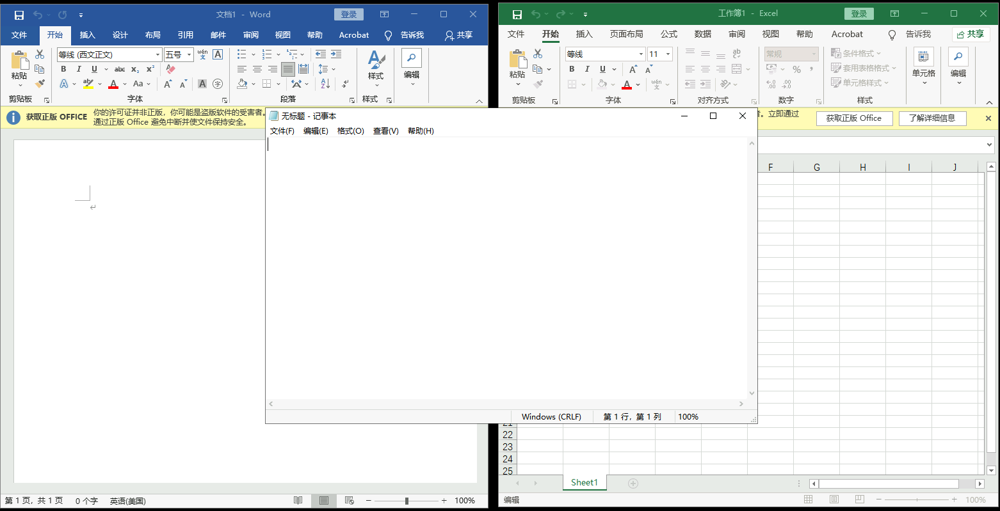 文档1 - Word
登录
文件 开始 插入 设计 布局 引用 邮件 审阅 视图 帮助 Acrobat 告诉我 共享
粘贴
等线 (西文正文) 五号 wén 文 A
B I U abc x₂ x²
A aby A Aa A A A 字
样式
编辑
剪贴板 字体 段落 样式
获取正版 OFFICE
你的许可证并非正版，你可能是盗版软件的受害者。
通过正版 Office 避免中断并使文件保持安全。
第 1 页，共 1 页 0 个字 英语(美国) 100%
工作簿1 - Excel
登录
文件 开始 插入 页面布局 公式 数据 审阅 视图 帮助 Acrobat 告诉我 共享
粘贴
等线 11 ab c 常规 条件格式
B I U A A % 套用表格格式
A wén 文 .00 单元格样式
单元格
编辑
剪贴板 字体 对齐方式 数字 样式
。立即通过
获取正版 Office 了解详细信息
F G H I J
22
23
24
25
Sheet1
编辑 100%
无标题 - 记事本
文件(F) 编辑(E) 格式(O) 查看(V) 帮助(H)
Windows (CRLF) 第 1 行，第 1 列 100%